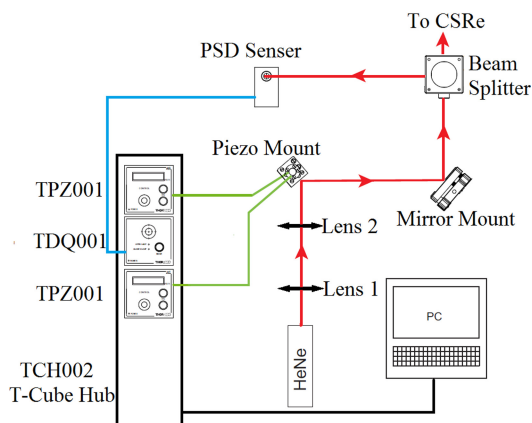 To CSRe
PSD Senser
Beam
Splitter
Piezo Mount
TPZ001
Mirror Mount
TDQ001
Lens 2
TPZ001
Lens 1
PC
HeNe
TCH002
T-Cube Hub